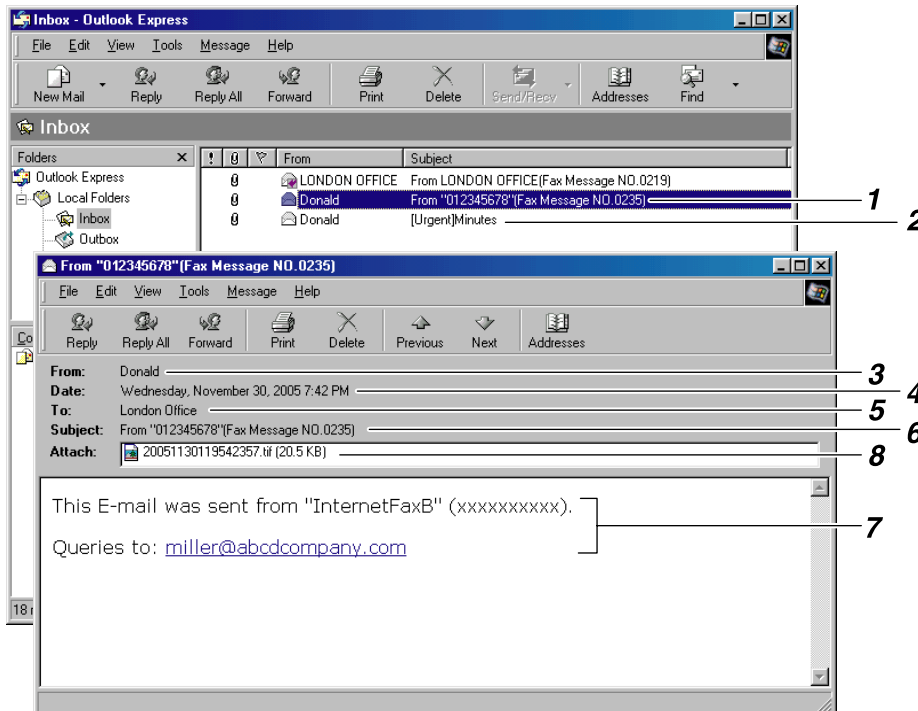 Inbox - Outlook Express
File Edit View Tools Message Help
New Mail Reply Reply All Forward Print Delete Send/Recv Addresses Find
Inbox
Folders × ! From Subject
Outlook Express
LONDON OFFICE From LONDON OFFICE(Fax Message NO.0219)
Local Folders
Donald From "012345678"(Fax Message NO.0235) 1
Inbox
Donald [Urgent]Minutes 2
Outbox
From "012345678"(Fax Message NO.0235)
File Edit View Tools Message Help
Co
Reply Reply All Forward Print Delete Previous Next Addresses
From: Donald 3
Date: Wednesday, November 30, 2005 7:42 PM 4
To: London Office 5
Subject: From "012345678"(Fax Message NO.0235) 6
Attach: 20051130119542357.tif (20.5 KB) 8
This E-mail was sent from "InternetFaxB" (xxxxxxxxxx).
7
Queries to: miller@abcdcompany.com
18